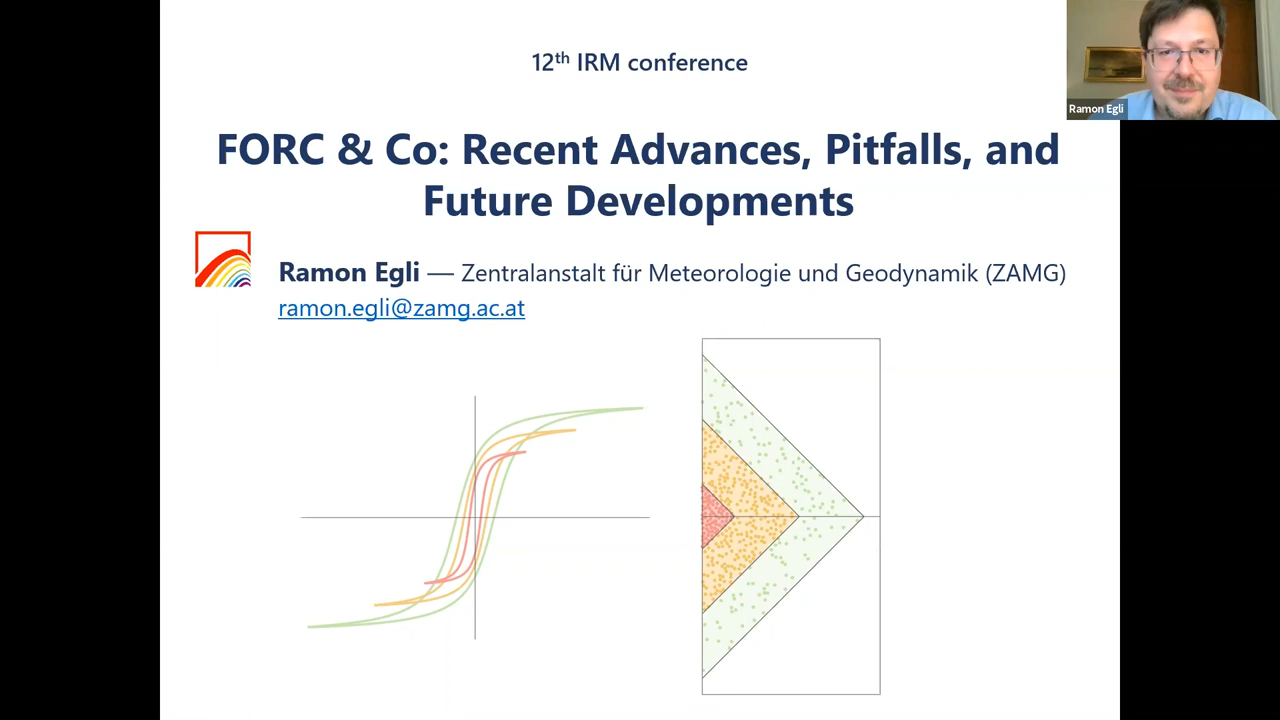 12th IRM conference
Ramon Egli
FORC & Co: Recent Advances, Pitfalls, and
Future Developments
Ramon Egli — Zentralanstalt für Meteorologie und Geodynamik (ZAMG)
ramon.egli@zamg.ac.at